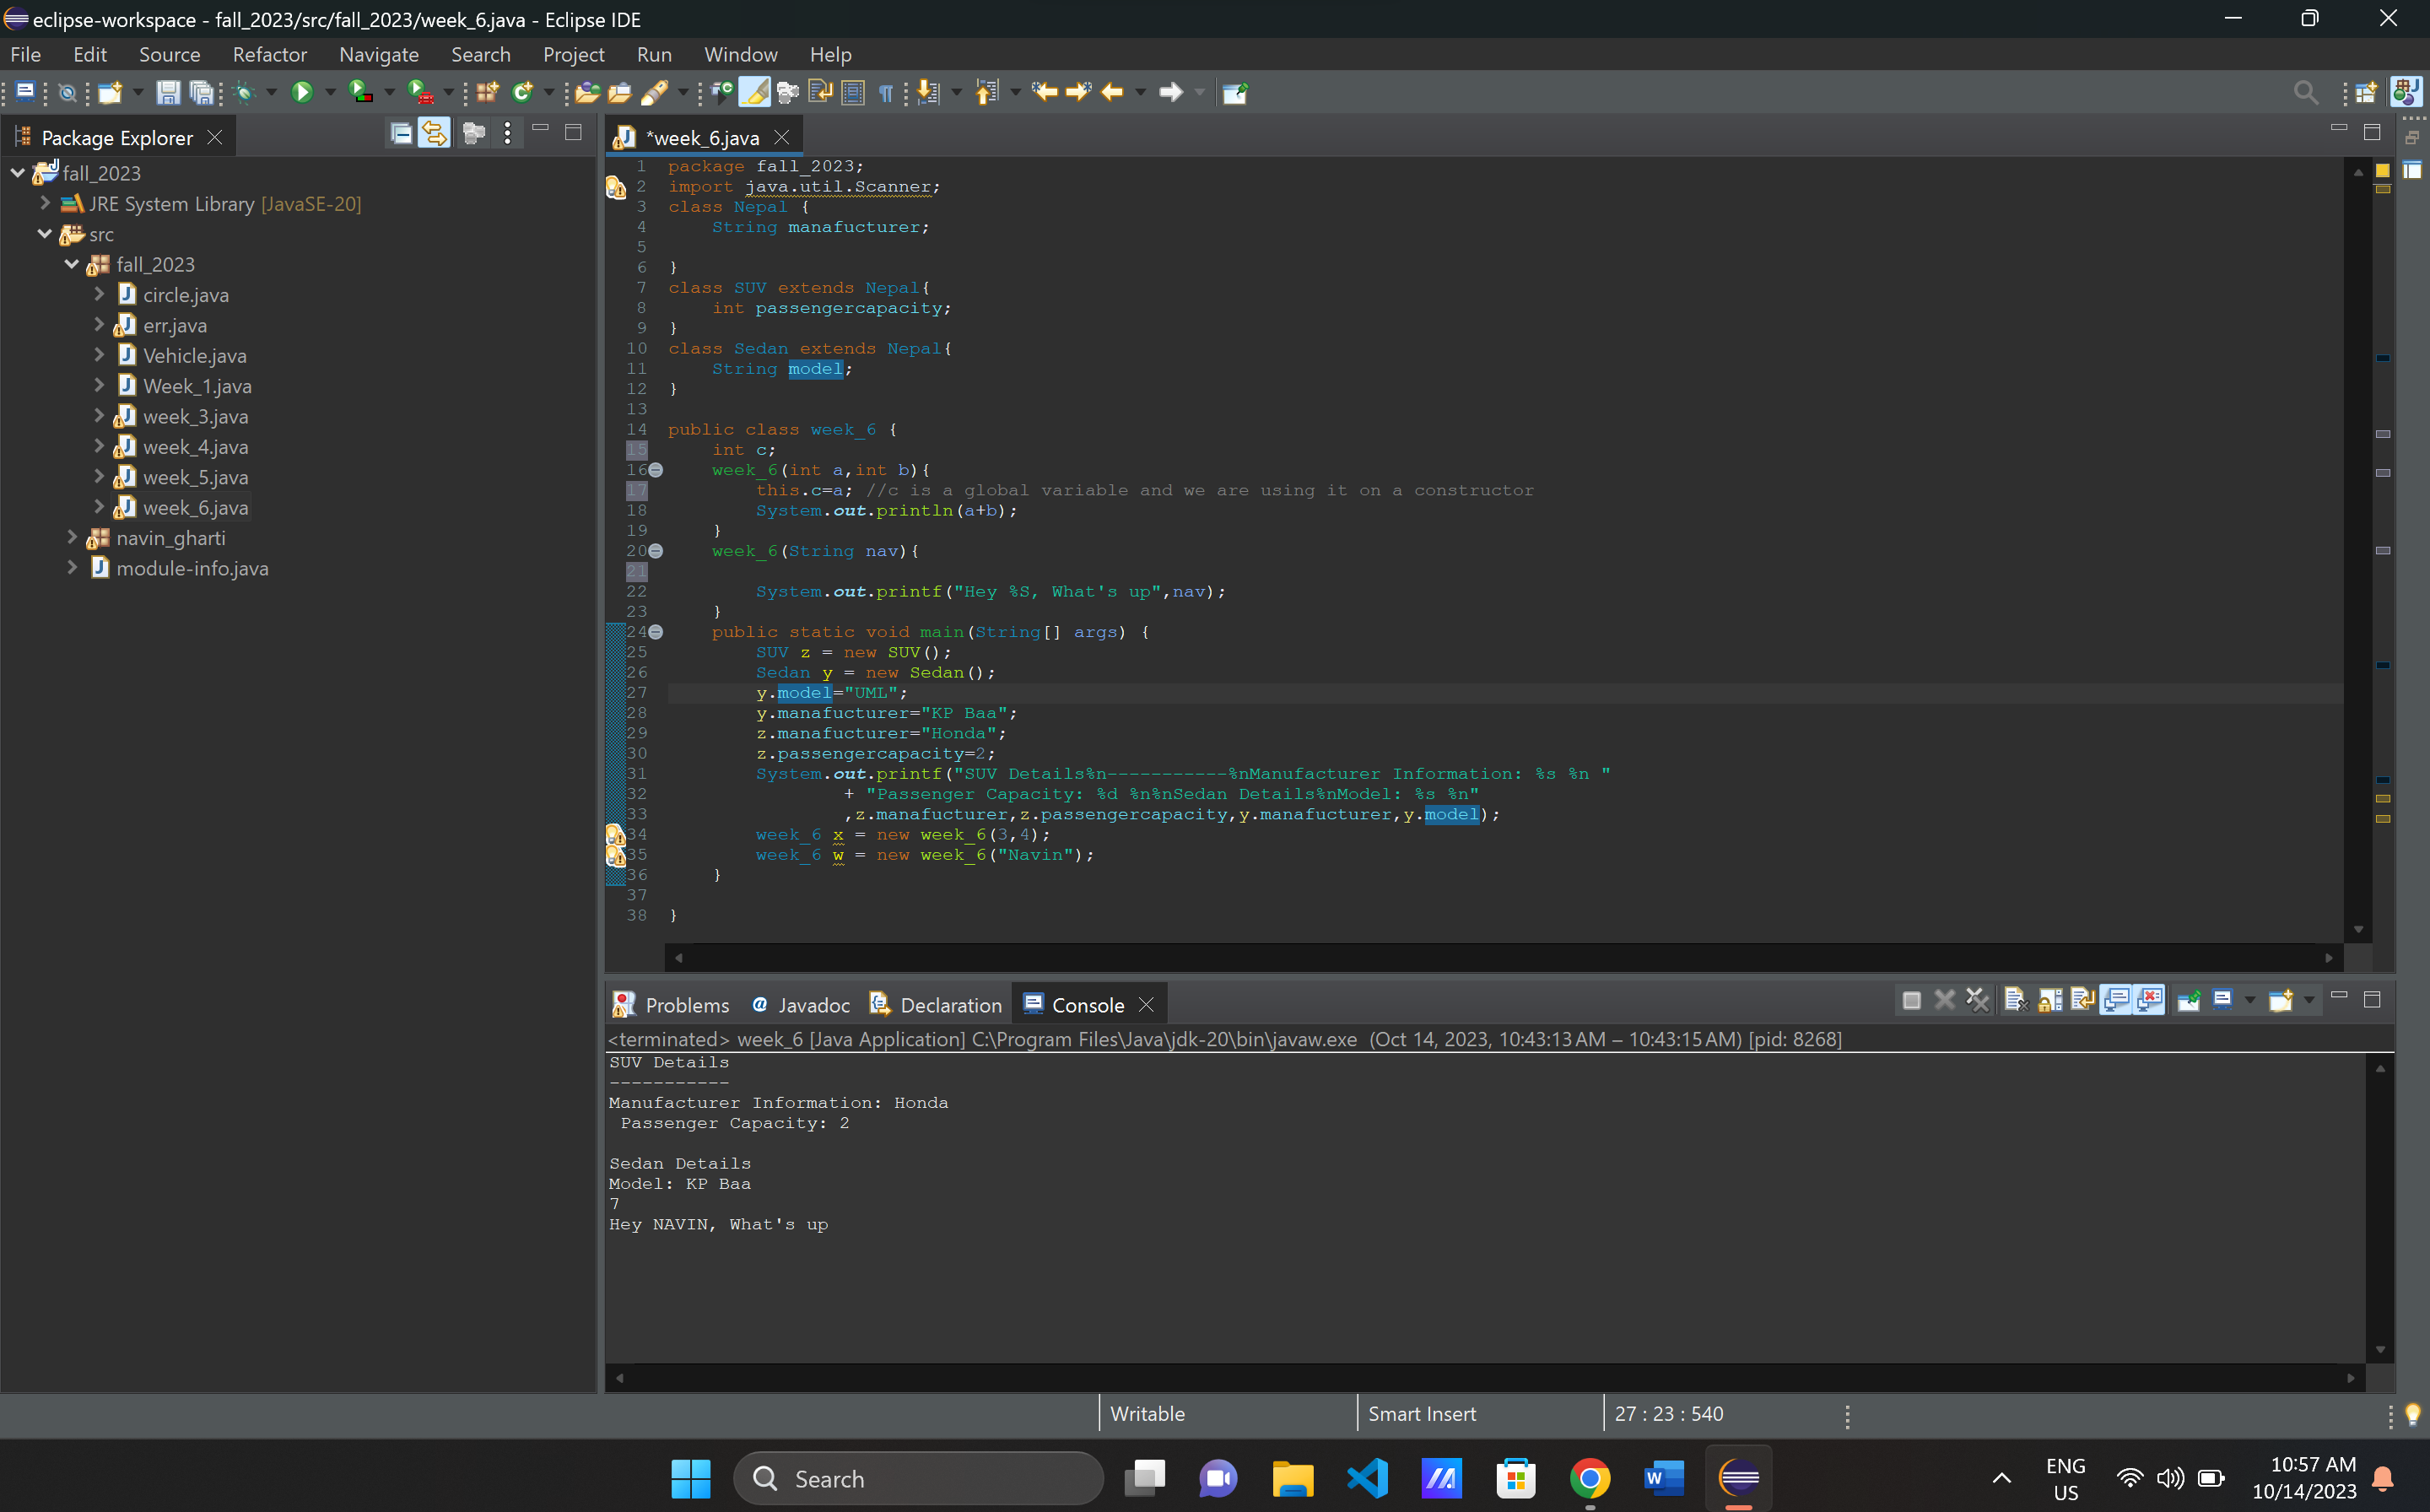 eclipse-workspace - fall_2023/src/fall_2023/week_6.java - Eclipse IDE
File Edit Source Refactor Navigate Search Project Run Window Help
Package Explorer
fall_2023
JRE System Library [JavaSE-20]
src
fall_2023
circle.java
err.java
Vehicle.java
Week_1.java
week_3.java
week_4.java
week_5.java
week_6.java
navin_gharti
module-info.java
*week_6.java
1 package fall_2023;
2 import java.util.Scanner;
3 class Nepal {
4 String manafucturer;
5
6 }
7 class SUV extends Nepal{
8 int passengercapacity;
9 }
10 class Sedan extends Nepal{
11 String model;
12 }
13
14 public class week_6 {
15 int c;
16 week_6(int a,int b){
17 this.c=a; //c is a global variable and we are using it on a constructor
18 System.out.println(a+b);
19 }
20 week_6(String nav){
21
22 System.out.printf("Hey %S, What's up",nav);
23 }
24 public static void main(String[] args) {
25 SUV z = new SUV();
26 Sedan y = new Sedan();
27 y.model="UML";
28 y.manafucturer="KP Baa";
29 z.manafucturer="Honda";
30 z.passengercapacity=2;
31 System.out.printf("SUV Details%n-----------%nManufacturer Information: %s %n "
32 + "Passenger Capacity: %d %n%nSedan Details%nModel: %s %n"
33 ,z.manafucturer,z.passengercapacity,y.manafucturer,y.model);
34 week_6 x = new week_6(3,4);
35 week_6 w = new week_6("Navin");
36 }
37
38 }
Problems @ Javadoc Declaration Console
<terminated> week_6 [Java Application] C:\Program Files\Java\jdk-20\bin\javaw.exe (Oct 14, 2023, 10:43:13 AM – 10:43:15 AM) [pid: 8268]
SUV Details
-----------
Manufacturer Information: Honda
Passenger Capacity: 2
Sedan Details
Model: KP Baa
7
Hey NAVIN, What's up
Writable Smart Insert 27 : 23 : 540
Search
ENG
US
10:57 AM
10/14/2023